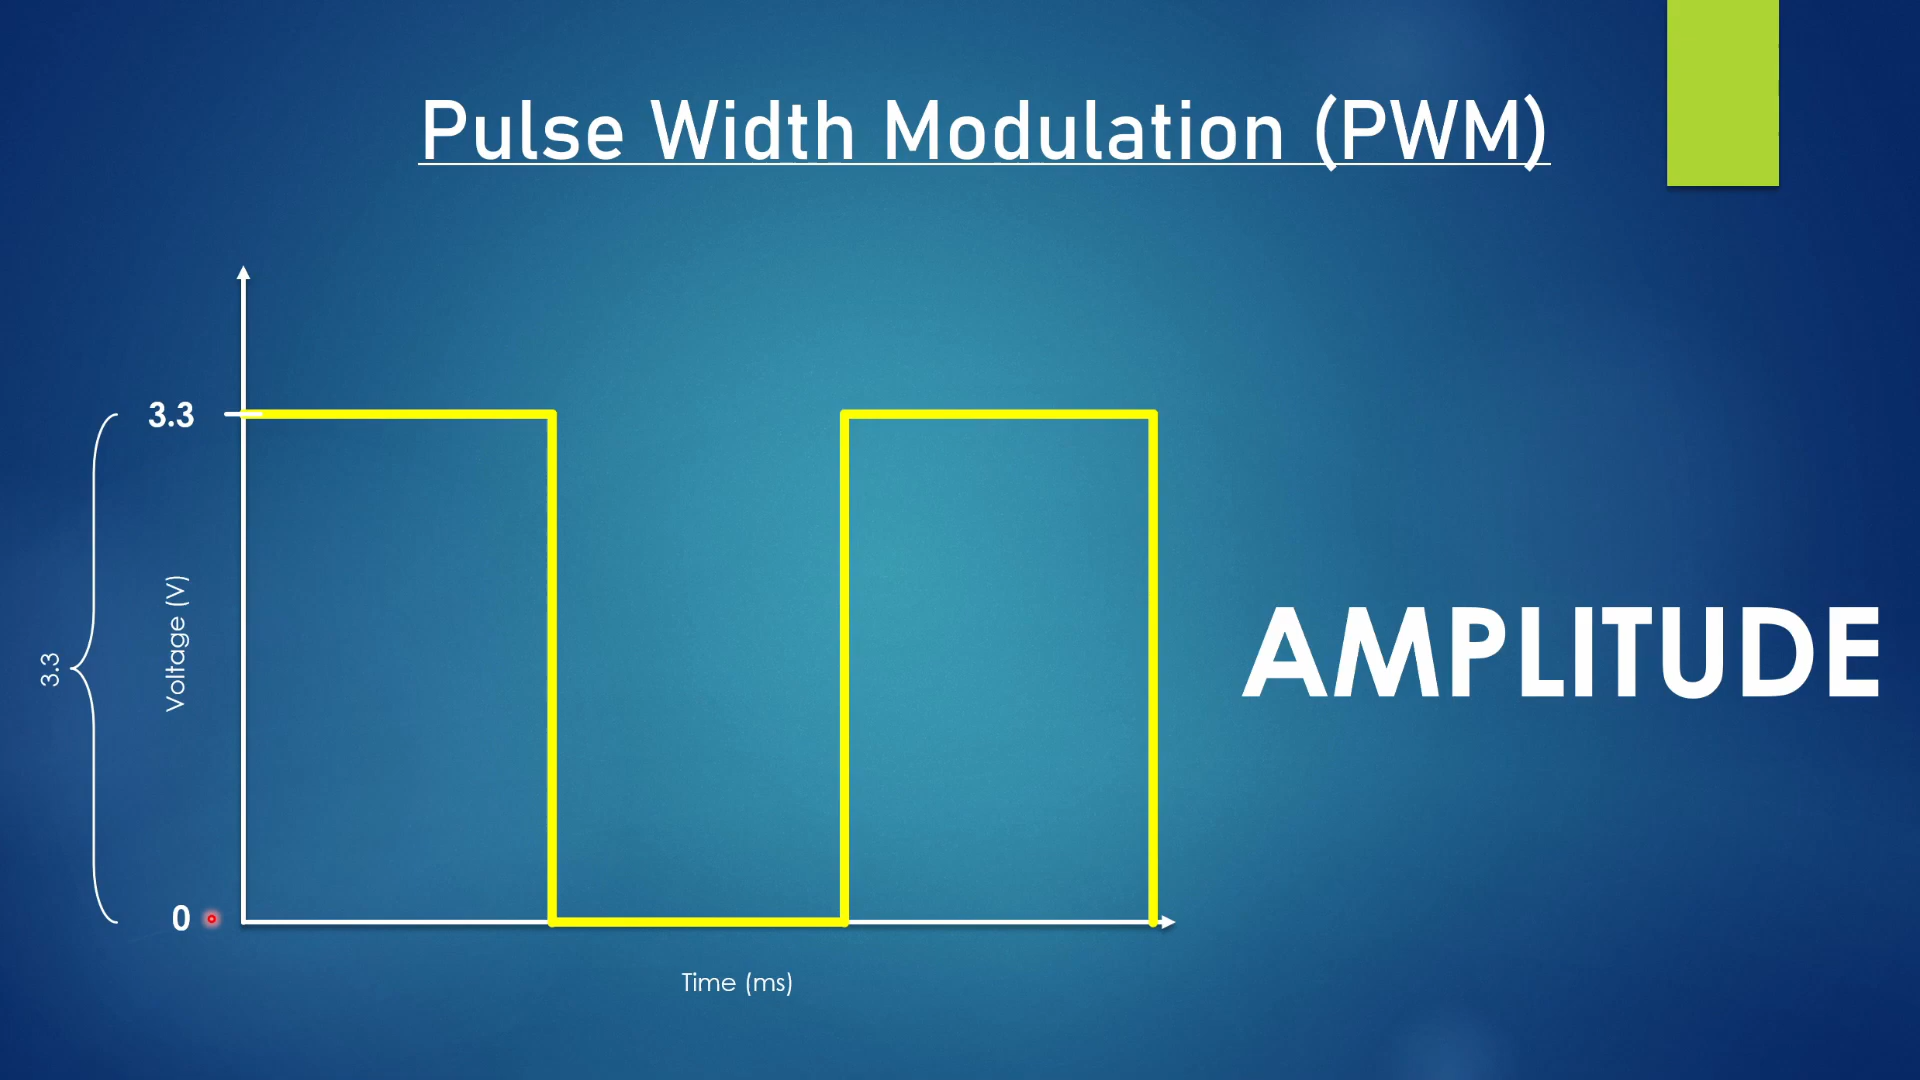 Pulse Width Modulation (PWM)
3.3
Voltage (V)
3.3
AMPLITUDE
0
Time (ms)